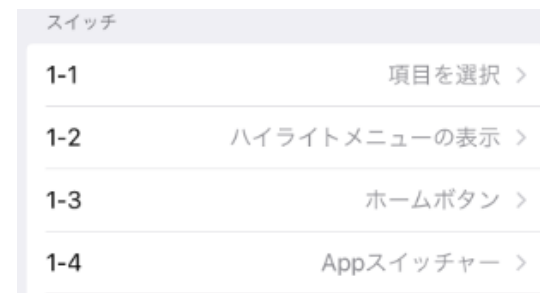 スイッチ
1-1 項目を選択 >
1-2 ハイライトメニューの表示 >
1-3 ホームボタン >
1-4 Appスイッチャー >